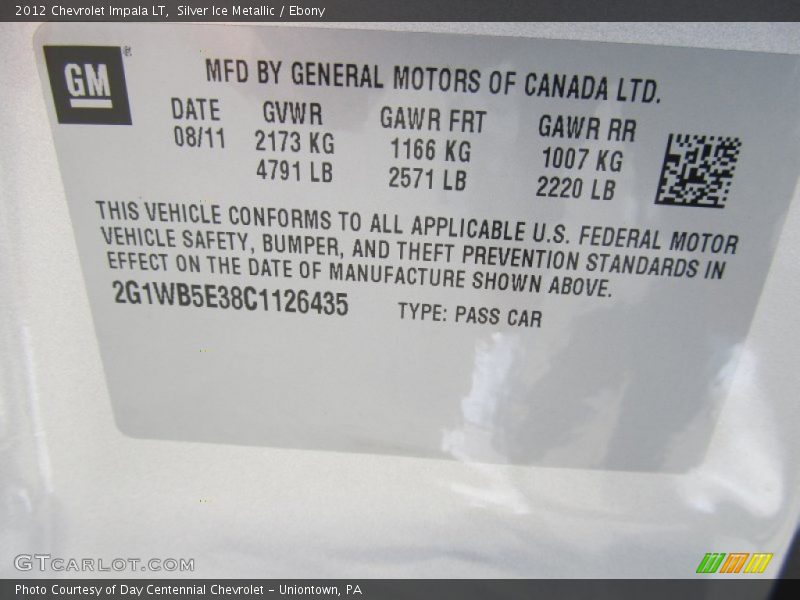 2012 Chevrolet Impala LT, Silver Ice Metallic / Ebony
GM ®
MFD BY GENERAL MOTORS OF CANADA LTD.
DATE GVWR GAWR FRT GAWR RR
08/11 2173 KG 1166 KG 1007 KG
4791 LB 2571 LB 2220 LB
THIS VEHICLE CONFORMS TO ALL APPLICABLE U.S. FEDERAL MOTOR
VEHICLE SAFETY, BUMPER, AND THEFT PREVENTION STANDARDS IN
EFFECT ON THE DATE OF MANUFACTURE SHOWN ABOVE.
2G1WB5E38C1126435 TYPE: PASS CAR
GTCARLOT.COM
Photo Courtesy of Day Centennial Chevrolet - Uniontown, PA